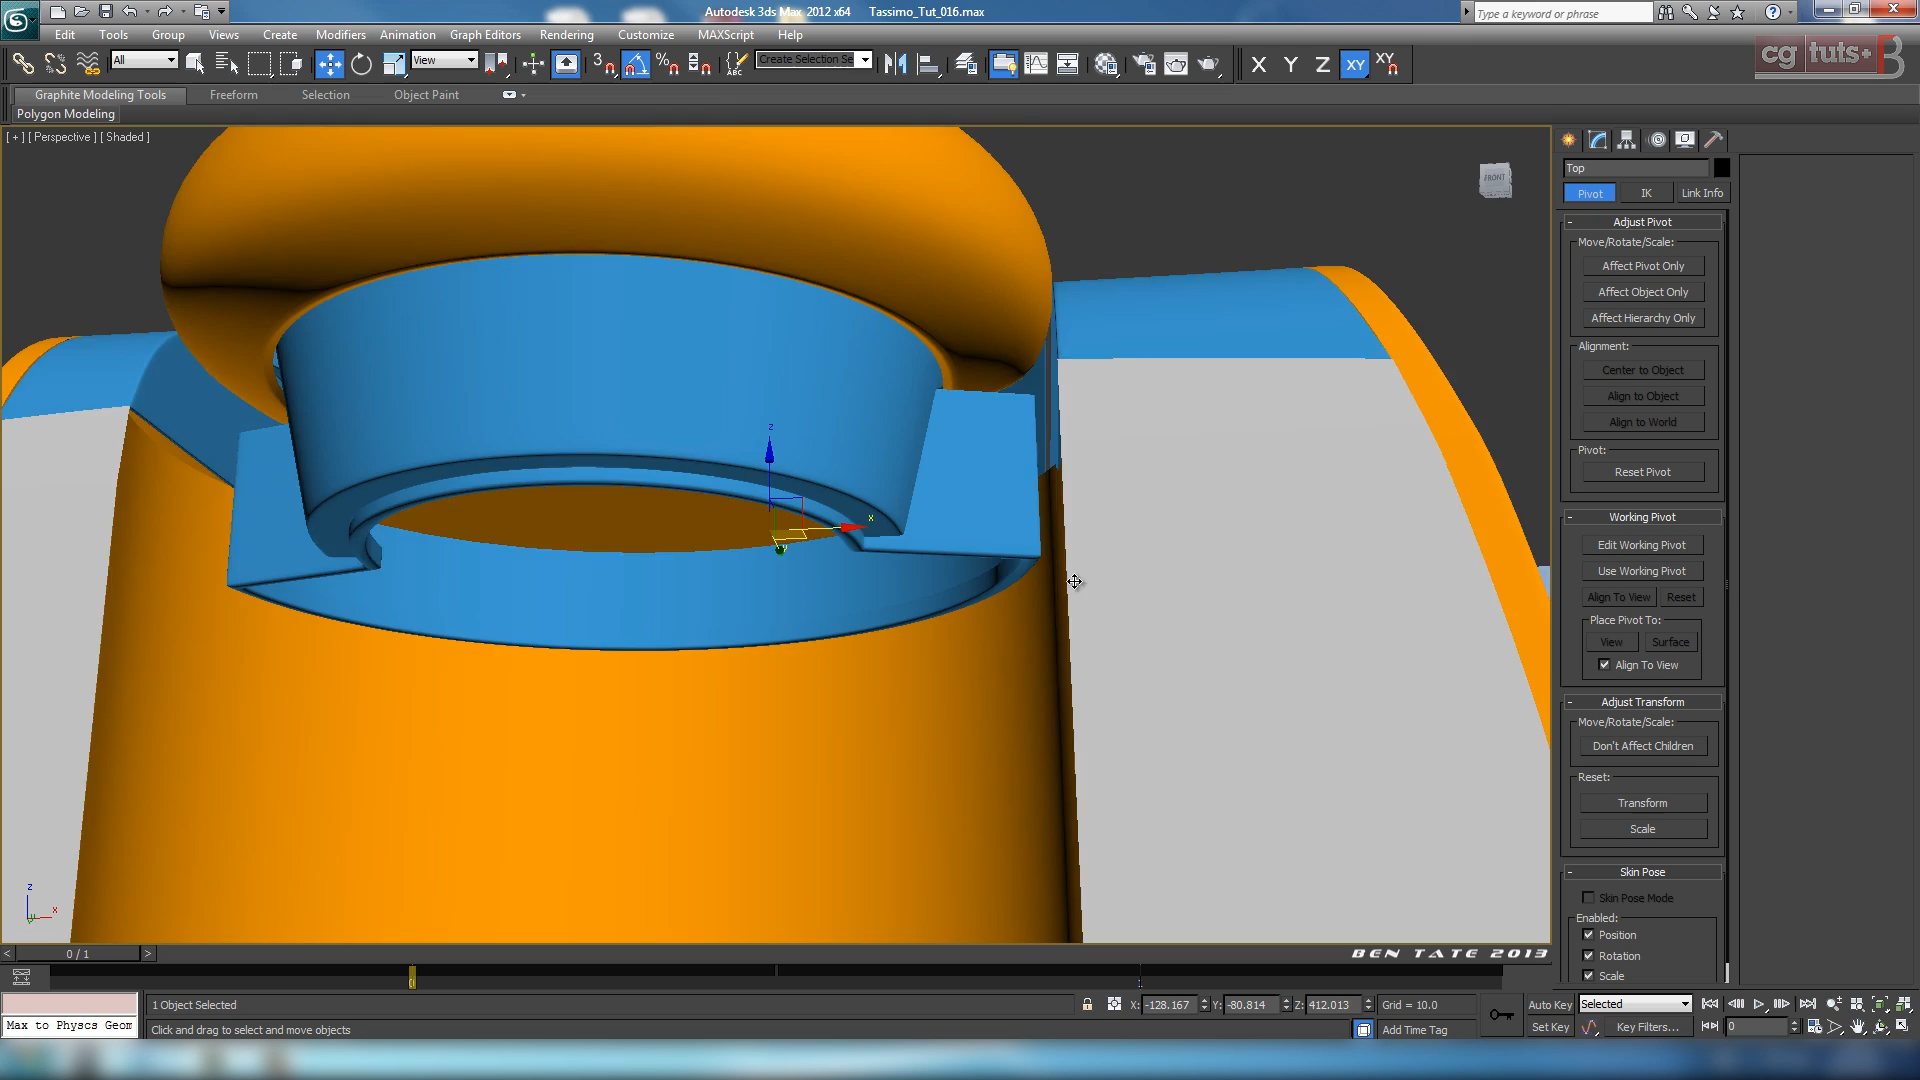 Autodesk 3ds Max 2012 x64 Tassimo_Tut_016.max
Type a keyword or phrase
Edit Tools Group Views Create Modifiers Animation Graph Editors Rendering Customize MAXScript Help
All
View
3
ABC
Create Selection Se
X Y Z XY XY
cg tuts+
Graphite Modeling Tools Freeform Selection Object Paint
Polygon Modeling
[ + ] [ Perspective ] [ Shaded ]
FRONT
Top
Pivot IK Link Info
- Adjust Pivot
Move/Rotate/Scale:
Affect Pivot Only
Affect Object Only
Affect Hierarchy Only
Alignment:
Center to Object
Align to Object
Align to World
Pivot:
Reset Pivot
- Working Pivot
Edit Working Pivot
Use Working Pivot
Align To View Reset
Place Pivot To:
View Surface
Align To View
- Adjust Transform
Move/Rotate/Scale:
Don't Affect Children
Reset:
Transform
Scale
- Skin Pose
Skin Pose Mode
Enabled:
Position
Rotation
Scale
z
x
y
z
x
y
< 0 / 1 >
BEN TATE 2013
0 1
1 Object Selected
X: -128.167 Y: -80.814 Z: 412.013 Grid = 10.0
Auto Key Selected
Max to Physcs Geom
Click and drag to select and move objects
Add Time Tag
Set Key Key Filters... 0